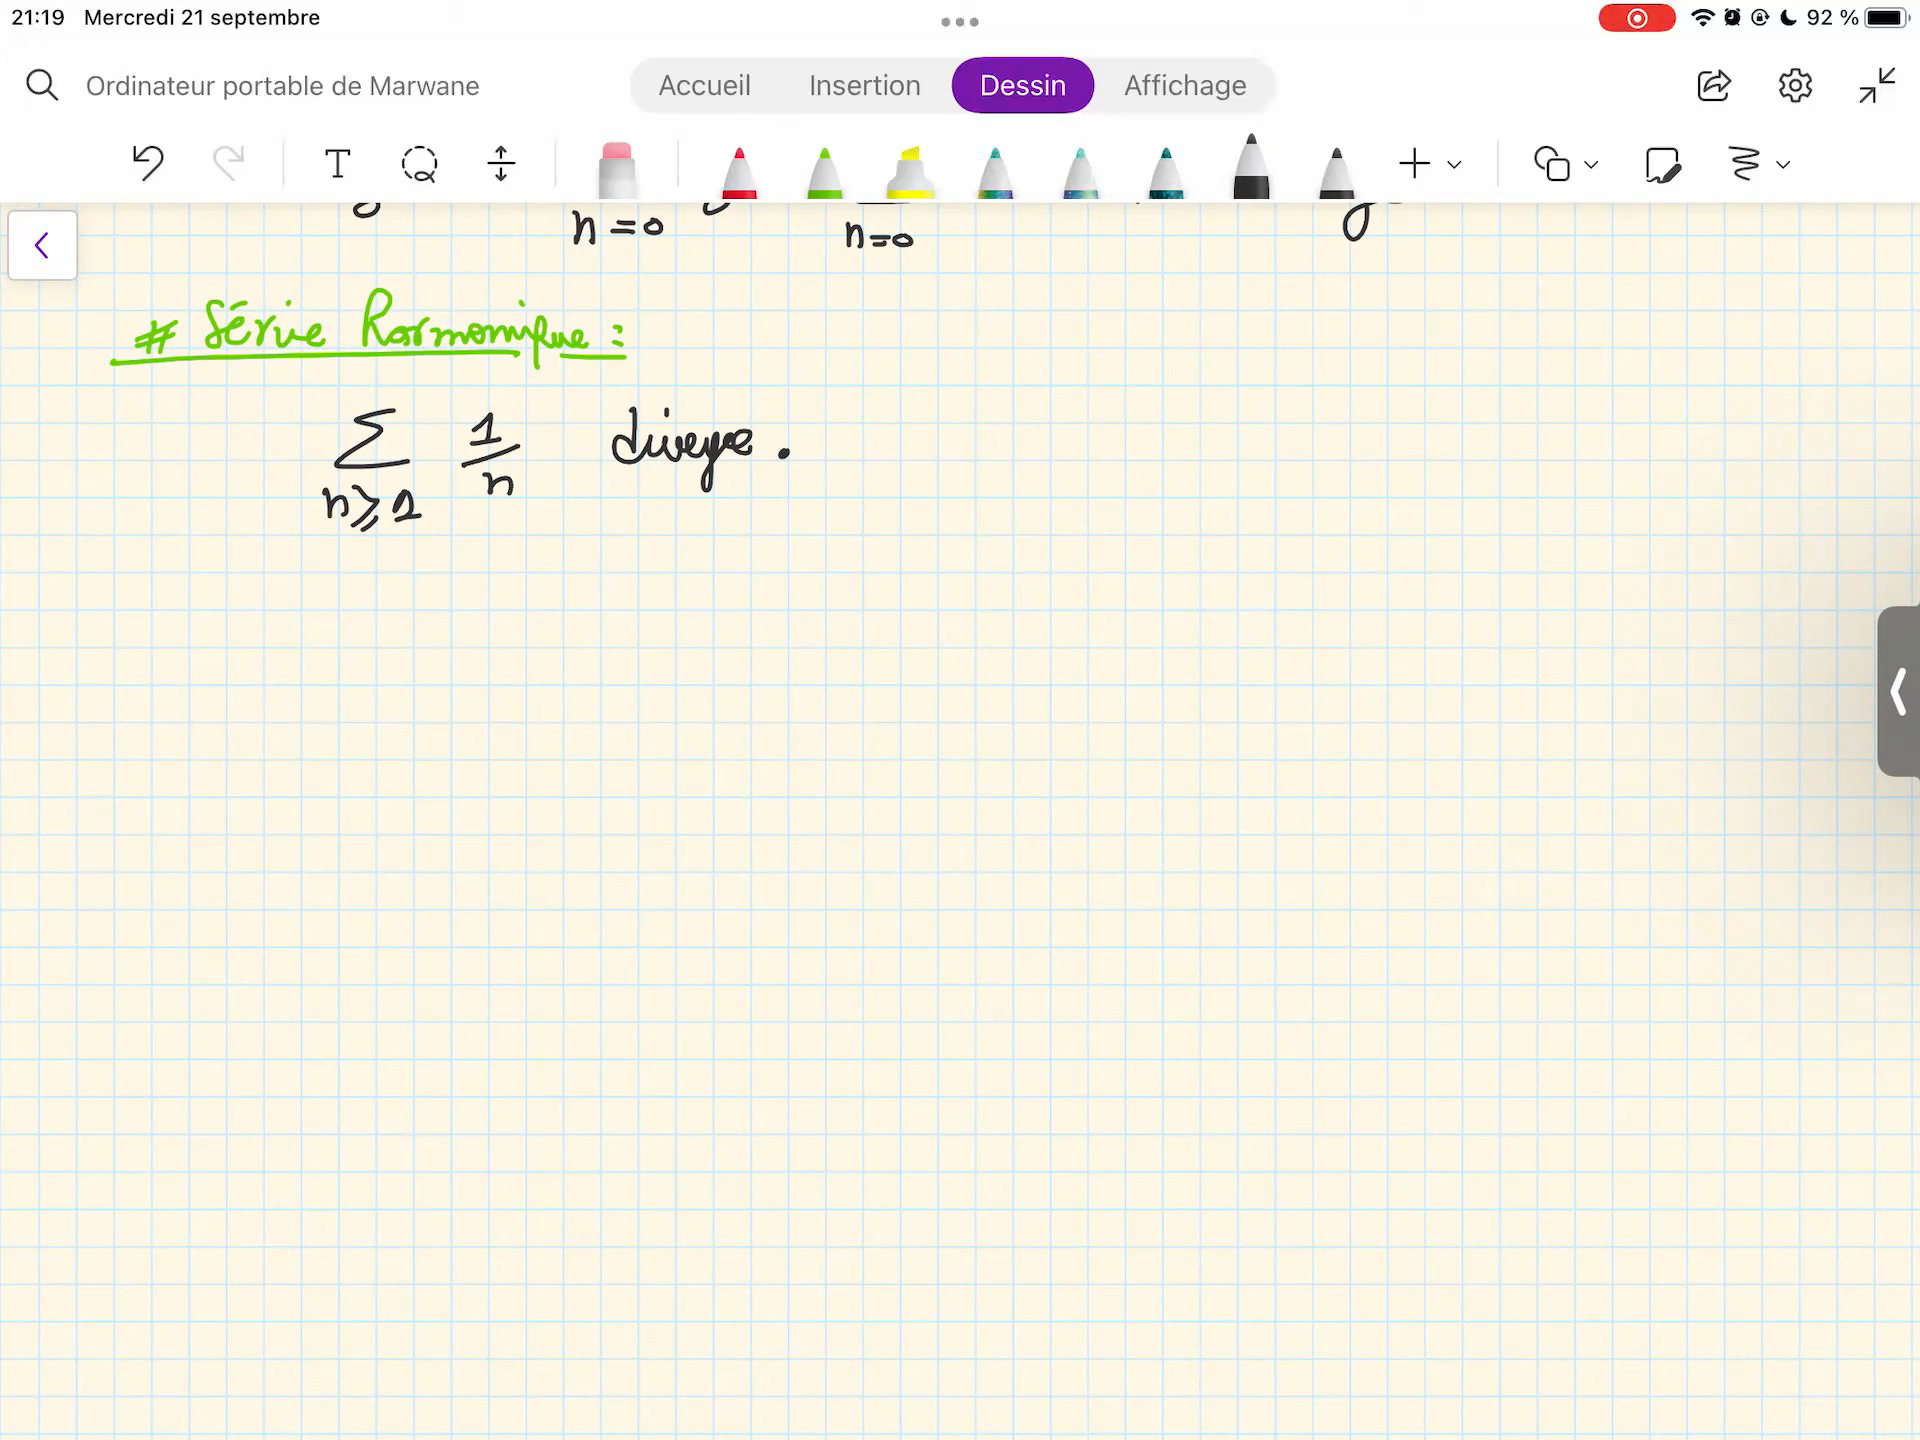 21:19 Mercredi 21 septembre
92 %
Ordinateur portable de Marwane
Accueil Insertion Dessin Affichage
T
n=0 n=0
# Série harmonique :
∑ 1/n diverge.
n⩾1